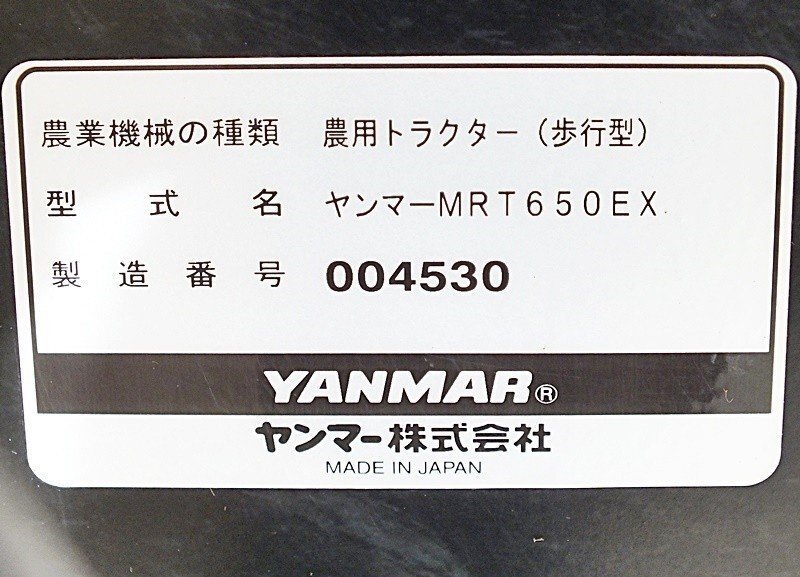 農業機械の種類 農用トラクター（歩行型）
型式名 ヤンマーＭＲＴ６５０ＥＸ
製造番号 004530
YANMAR®
ヤンマー株式会社
MADE IN JAPAN